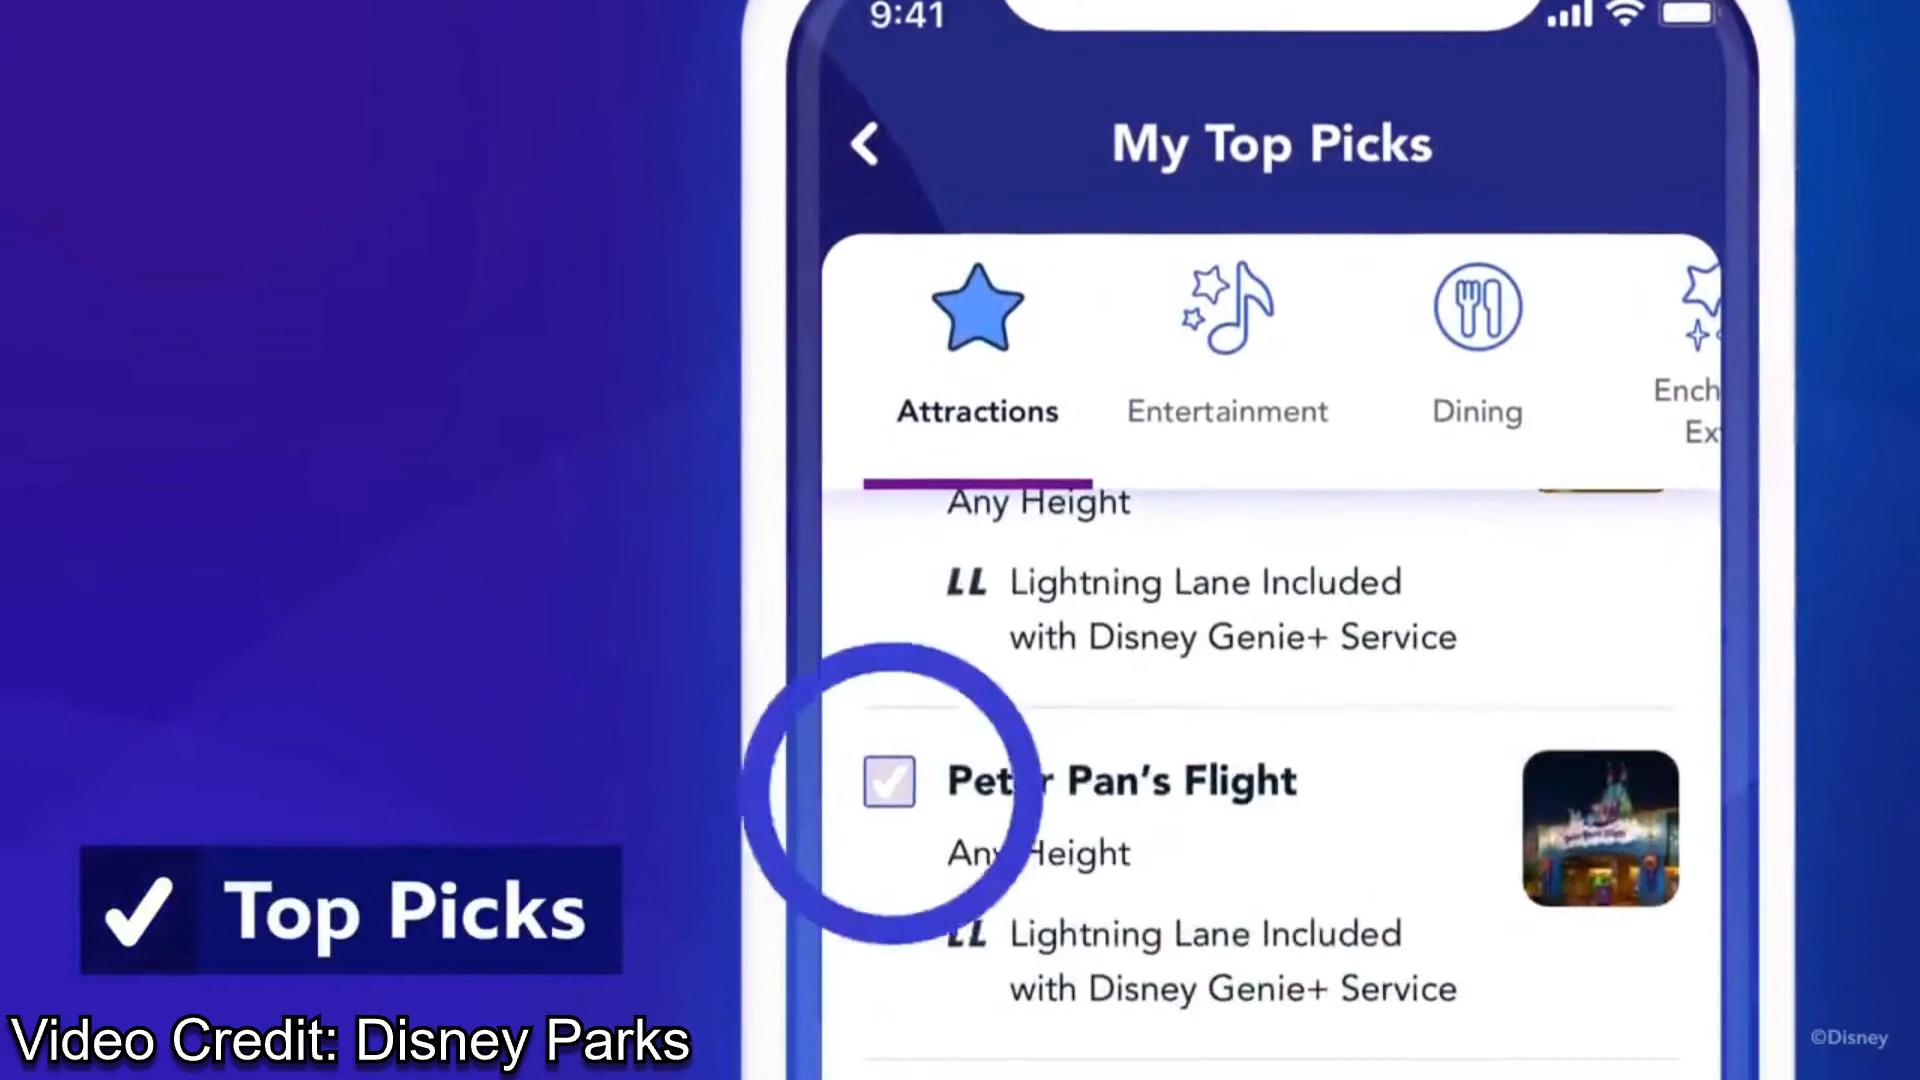 9:41
My Top Picks
Attractions
Entertainment
Dining
Ench
Ex
Any Height
LL Lightning Lane Included
with Disney Genie+ Service
Peter Pan’s Flight
Any Height
LL Lightning Lane Included
with Disney Genie+ Service
Top Picks
Video Credit: Disney Parks
©Disney